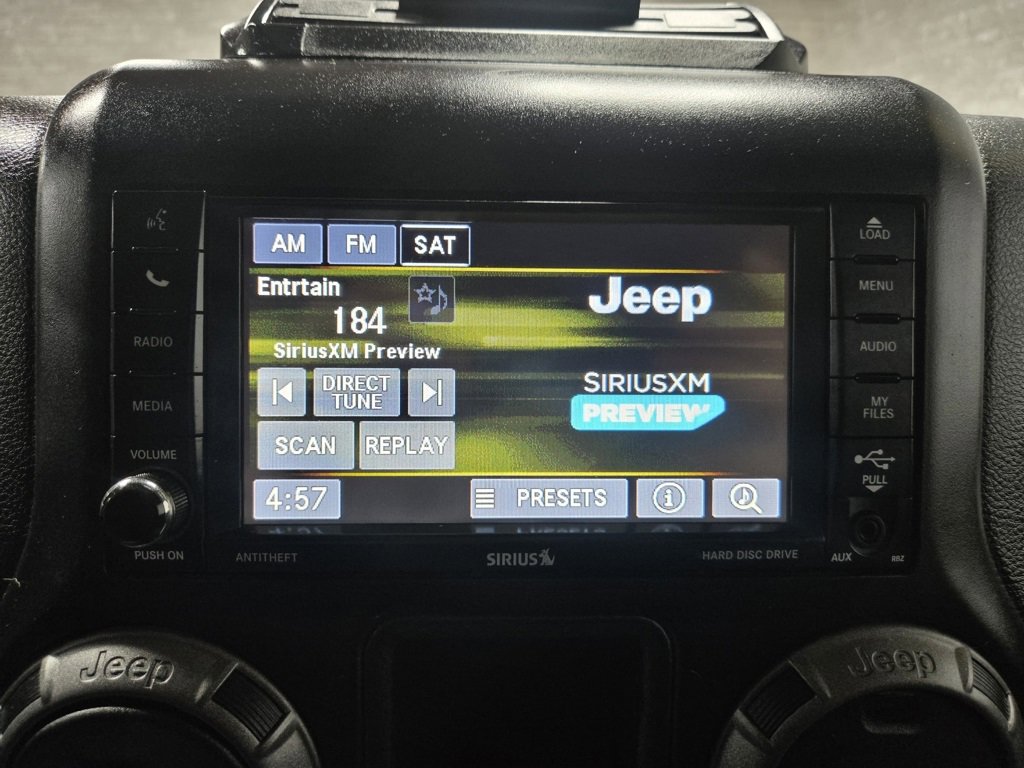 AM FM SAT
Entrtain
184
SiriusXM Preview
DIRECT
TUNE
SCAN REPLAY
4:57 PRESETS
Jeep
SIRIUSXM
PREVIEW
RADIO
MEDIA
VOLUME
PUSH ON
LOAD
MENU
AUDIO
MY
FILES
PULL
AUX RBZ
ANTITHEFT SIRIUS HARD DISC DRIVE
Jeep Jeep